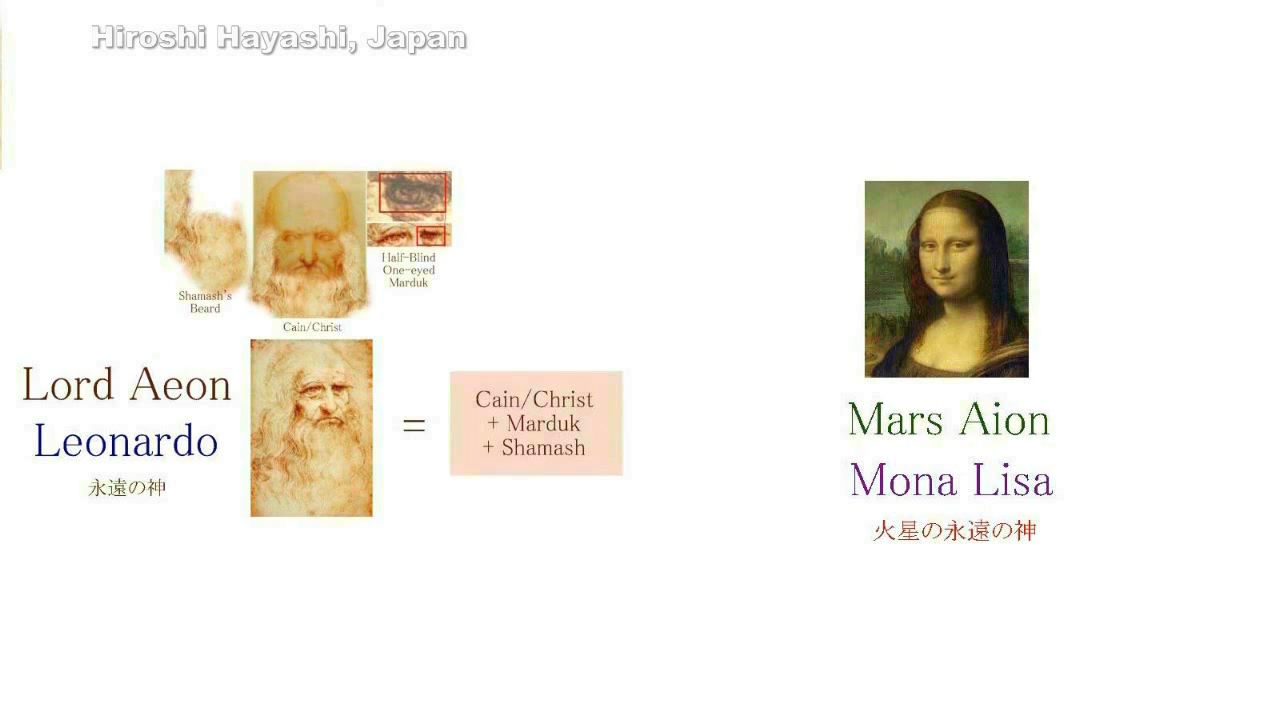 Hiroshi Hayashi, Japan
Shamash's
Beard
Cain/Christ
Half-Blind
One-eyed
Marduk
Lord Aeon
Leonardo
永遠の神
=
Cain/Christ
+ Marduk
+ Shamash
Mars Aion
Mona Lisa
火星の永遠の神